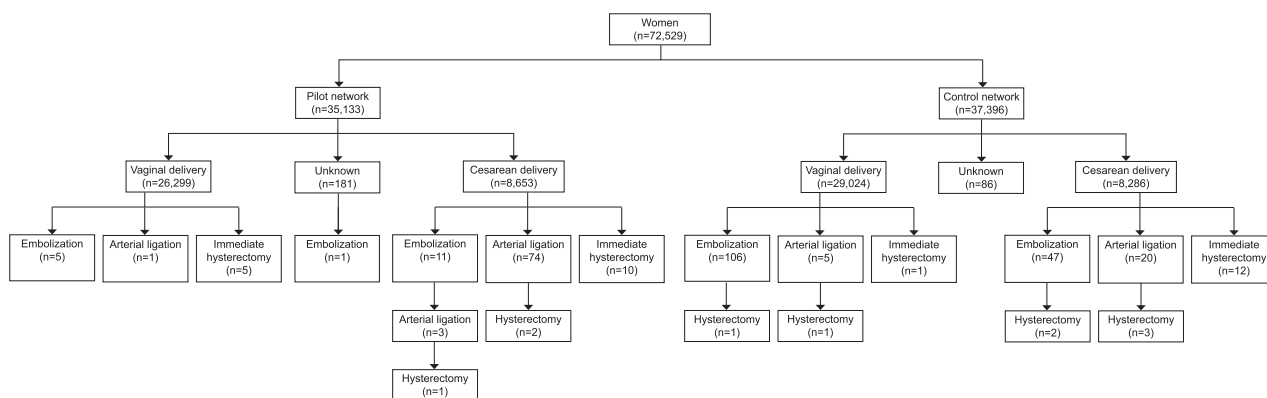 Women
(n=72,529)
Pilot network
(n=35,133)
Control network
(n=37,396)
Vaginal delivery
(n=26,299)
Unknown
(n=181)
Cesarean delivery
(n=8,653)
Vaginal delivery
(n=29,024)
Unknown
(n=86)
Cesarean delivery
(n=8,286)
Embolization
(n=5)
Arterial ligation
(n=1)
Immediate
hysterectomy
(n=5)
Embolization
(n=1)
Embolization
(n=11)
Arterial ligation
(n=74)
Immediate
hysterectomy
(n=10)
Embolization
(n=106)
Arterial ligation
(n=5)
Immediate
hysterectomy
(n=1)
Embolization
(n=47)
Arterial ligation
(n=20)
Immediate
hysterectomy
(n=12)
Arterial ligation
(n=3)
Hysterectomy
(n=2)
Hysterectomy
(n=1)
Hysterectomy
(n=1)
Hysterectomy
(n=2)
Hysterectomy
(n=3)
Hysterectomy
(n=1)